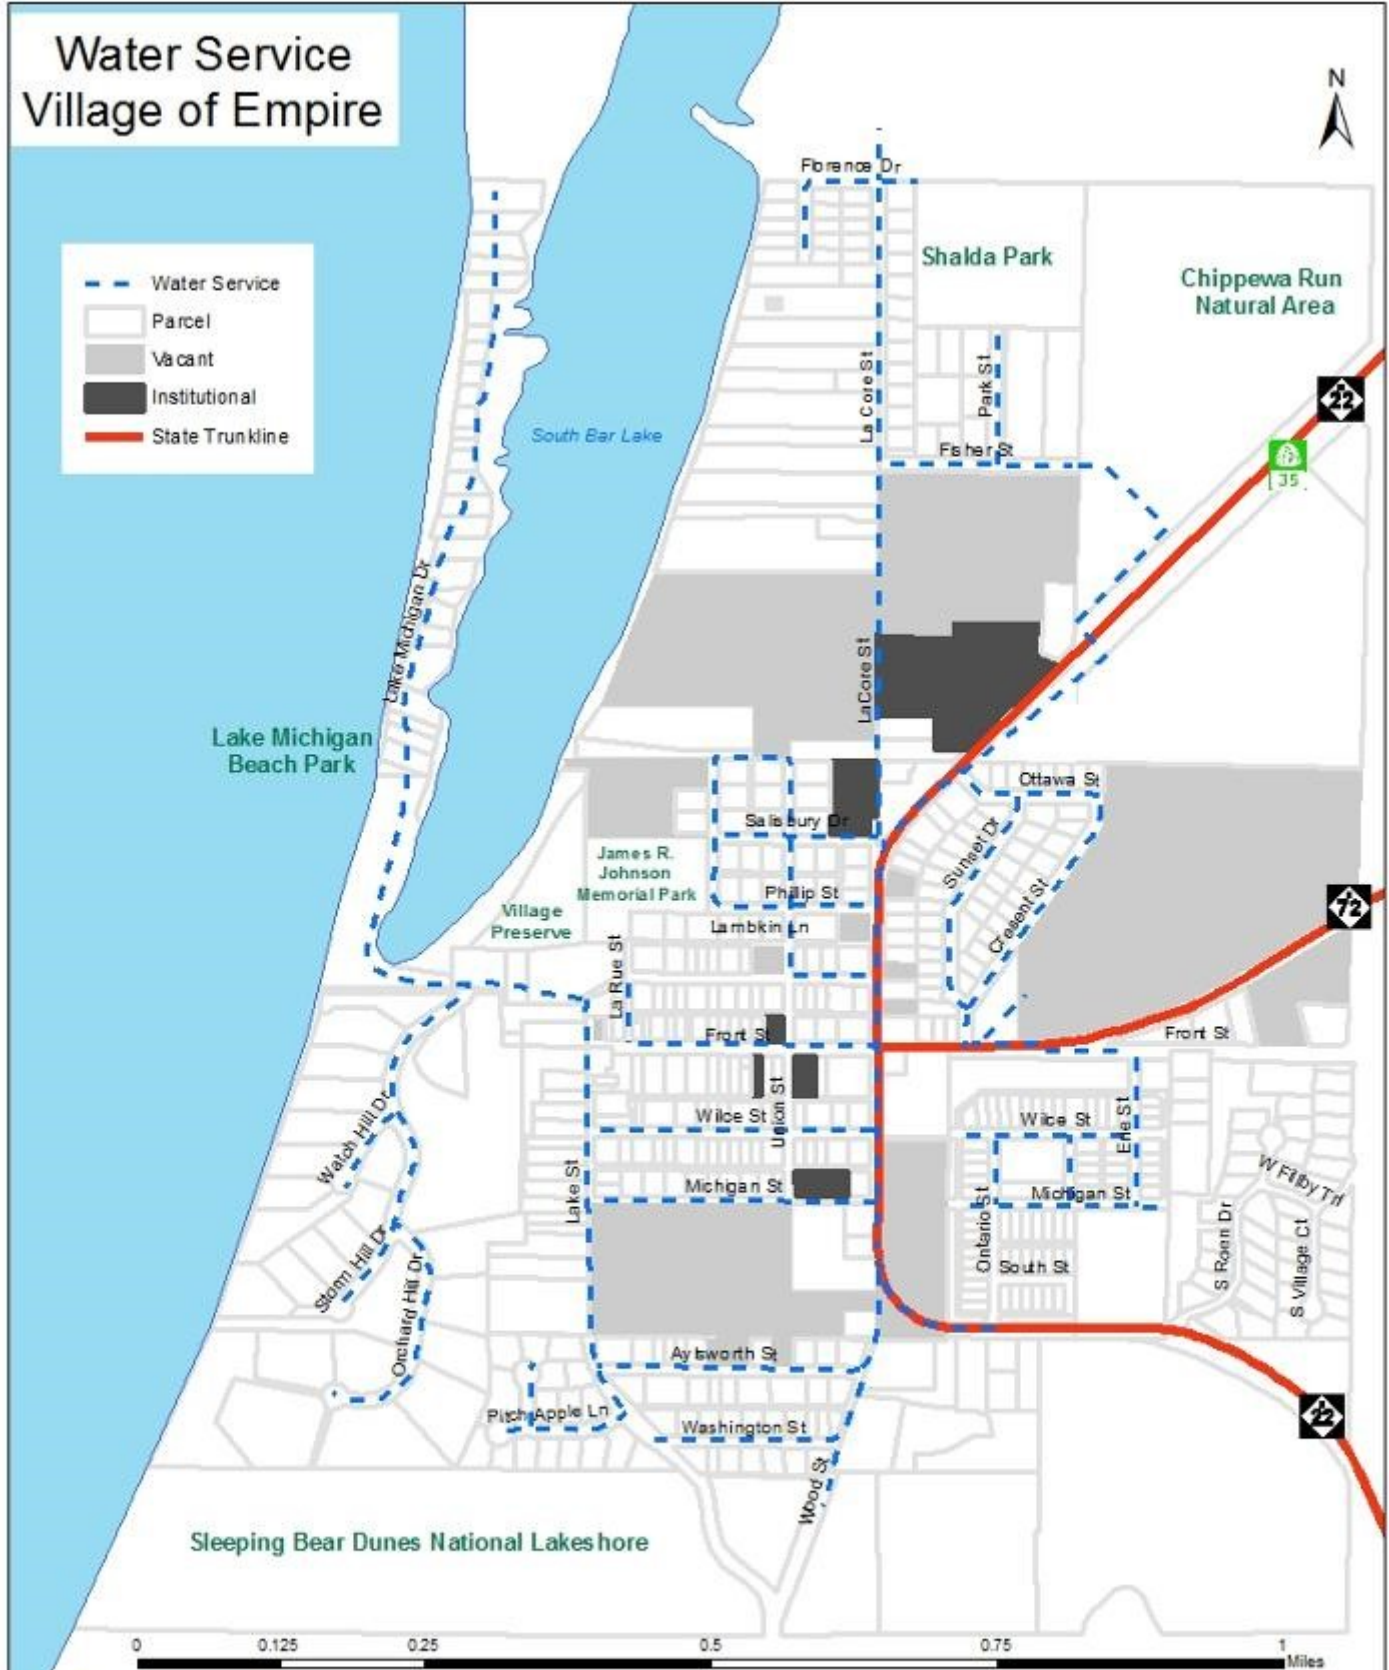 Water Service
Village of Empire
N
Florence Dr
Shalda Park
Chippewa Run
Natural Area
Water Service
Parcel
Vacant
Institutional
State Trunkline
La Core St
Park St
22
South Bar Lake
Fisher St
35
Lake Michigan Dr
LaCore St
Lake Michigan
Beach Park
Ottawa St
Salisbury Dr
Sunset Dr
James R.
Johnson
Memorial Park
Phillip St
Cresent St
72
Village
Preserve
Lambkin Ln
La Rue St
Front St
Front St
Union St
Wilce St
Wilce St
Erie St
Watch Hill Dr
Lake St
Michigan St
Michigan St
W Filby Trl
Ontario St
S Roen Dr
S Village Ct
Storm Hill Dr
South St
Orchard Hill Dr
Aylsworth St
Pitch Apple Ln
Washington St
22
Wood St
Sleeping Bear Dunes National Lakeshore
0 0.125 0.25 0.5 0.75 1
Miles